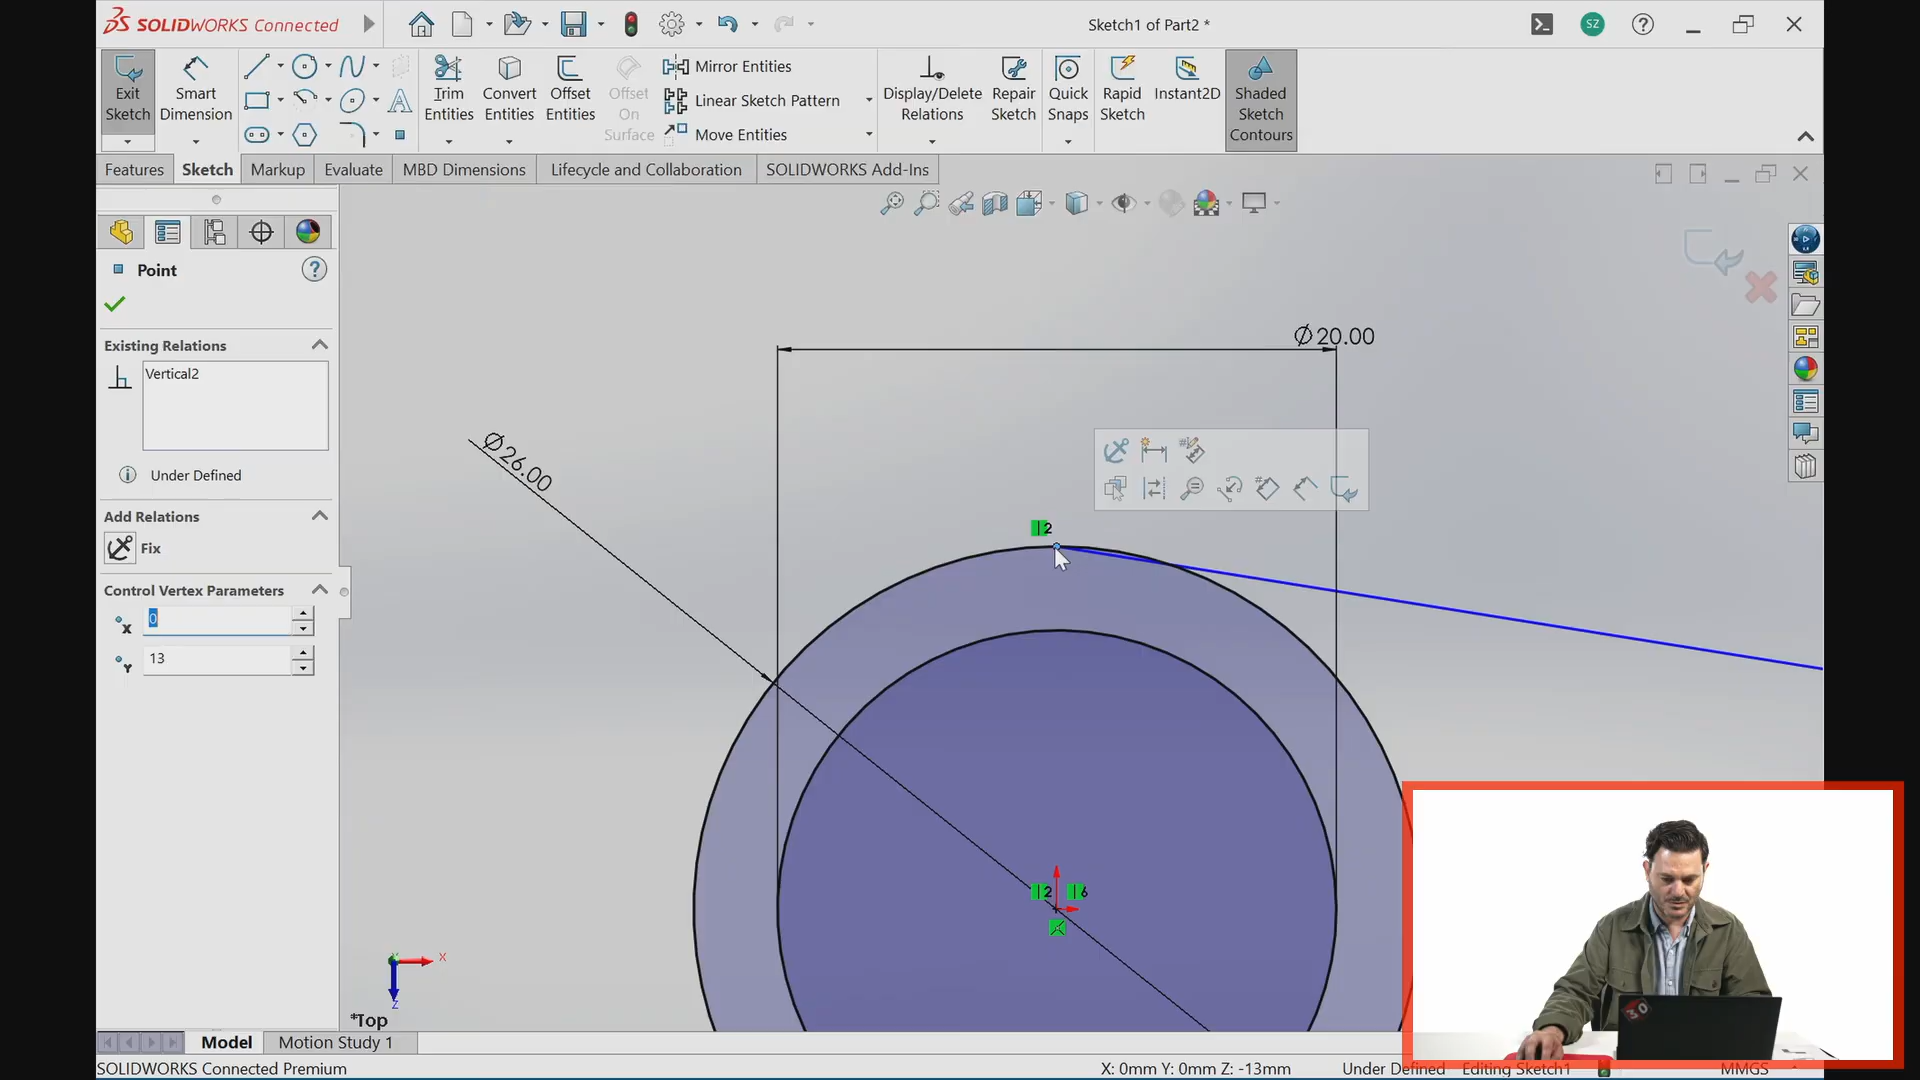 SOLIDWORKS Connected
Sketch1 of Part2 *
SZ
Exit Sketch
Smart Dimension
Trim Entities
Convert Entities
Offset Entities
Offset On Surface
Mirror Entities
Linear Sketch Pattern
Move Entities
Display/Delete Relations
Repair Sketch
Quick Snaps
Rapid Sketch
Instant2D
Shaded Sketch Contours
Features
Sketch
Markup
Evaluate
MBD Dimensions
Lifecycle and Collaboration
SOLIDWORKS Add-Ins
Point
Existing Relations
Vertical2
Under Defined
Add Relations
Fix
Control Vertex Parameters
X 0
Y 13
Ø20.00
Ø26.00
2
2
6
X
Y
Z
*Top
Model
Motion Study 1
SOLIDWORKS Connected Premium
X: 0mm Y: 0mm Z: -13mm
Under Defined
Editing Sketch1
MMGS